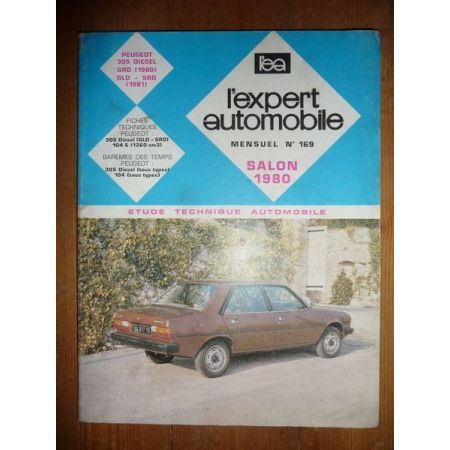 PEUGEOT
305 DIESEL
GRD (1980)
GLD - SRD
(1981)
FICHES
TECHNIQUES
PEUGEOT :
305 Diesel (GLD - SRD)
104 S (1360 cm3)
BAREMES DES TEMPS
PEUGEOT :
305 Diesel (tous types)
104 (tous types)
l'ea
l'expert
automobile
MENSUEL N° 169
SALON
1980
ETUDE TECHNIQUE AUTOMOBILE